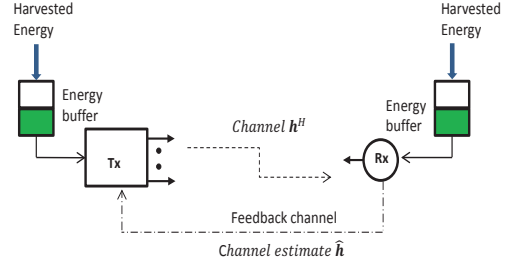 Harvested
Energy
Harvested
Energy
Energy
buffer
Energy
buffer
Channel h^H
Tx
Rx
Feedback channel
Channel estimate ĥ